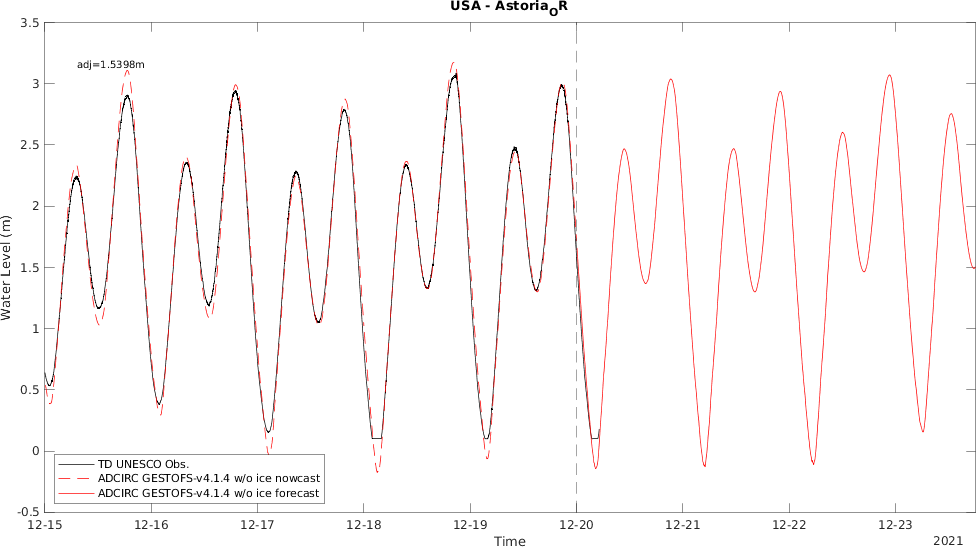 USA - Astoria_OR
3.5
adj=1.5398m
3
2.5
2
1.5
1
0.5
0
-0.5
Water Level (m)
TD UNESCO Obs.
ADCIRC GESTOFS-v4.1.4 w/o ice nowcast
ADCIRC GESTOFS-v4.1.4 w/o ice forecast
12-15 12-16 12-17 12-18 12-19 12-20 12-21 12-22 12-23
Time
2021